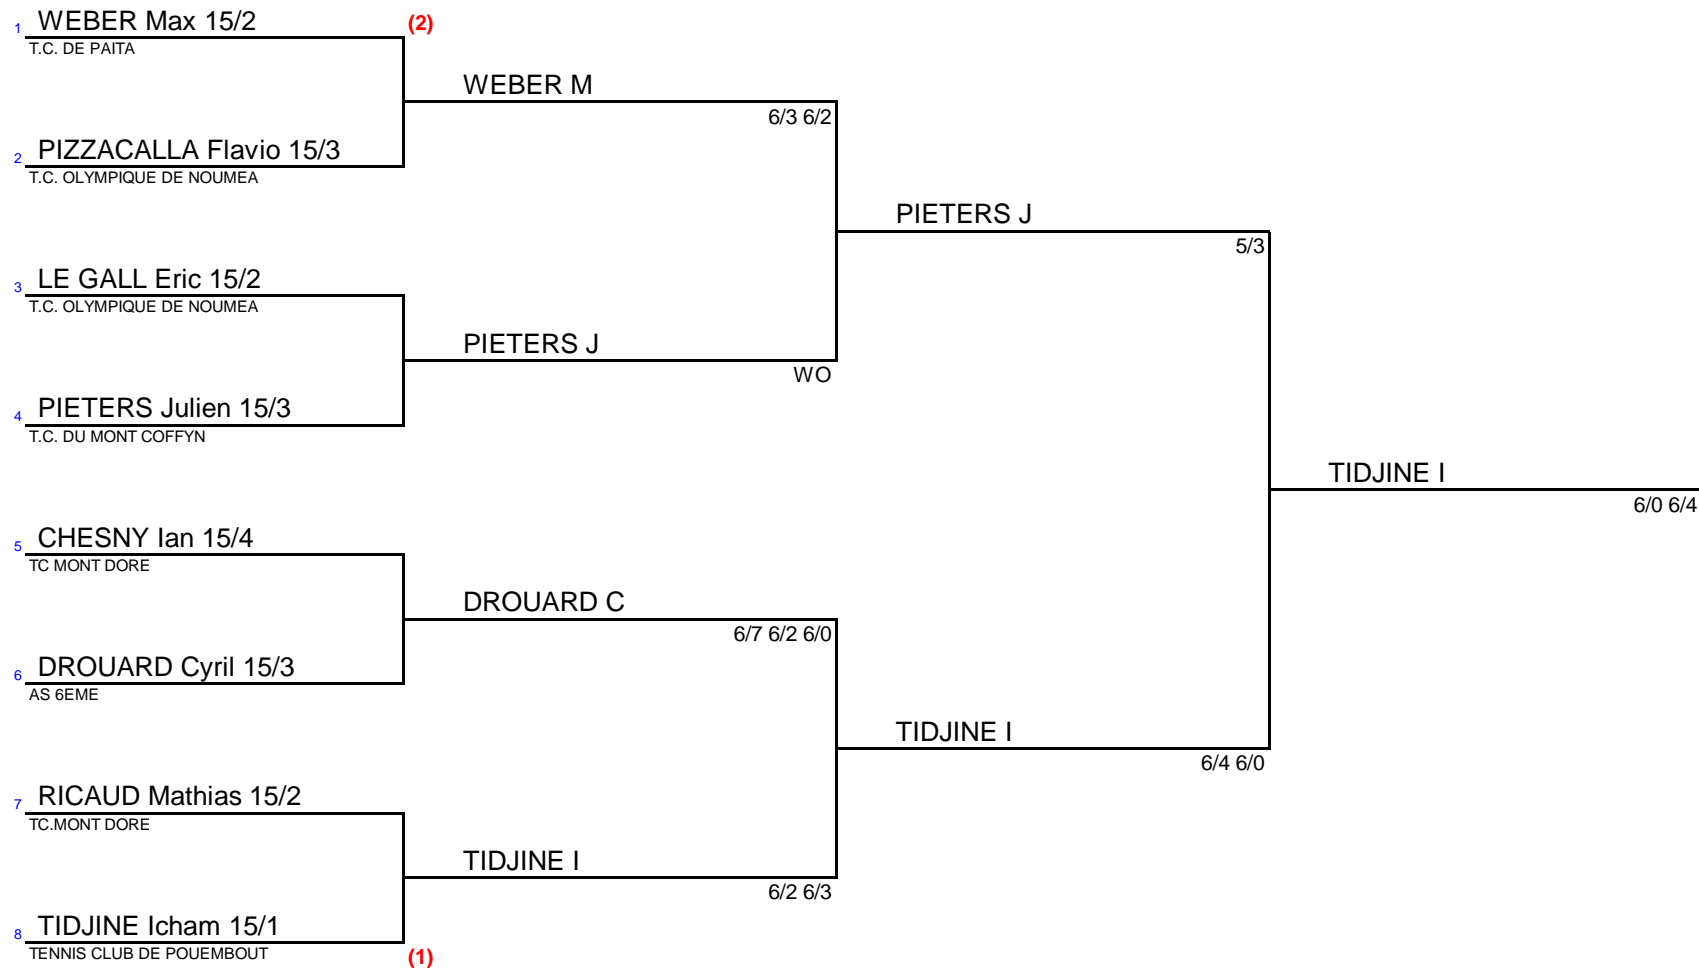 1 WEBER Max 15/2 (2)
T.C. DE PAITA
WEBER M
6/3 6/2
2 PIZZACALLA Flavio 15/3
T.C. OLYMPIQUE DE NOUMEA
PIETERS J
5/3
3 LE GALL Eric 15/2
T.C. OLYMPIQUE DE NOUMEA
PIETERS J
WO
4 PIETERS Julien 15/3
T.C. DU MONT COFFYN
TIDJINE I
6/0 6/4
5 CHESNY Ian 15/4
TC MONT DORE
DROUARD C
6/7 6/2 6/0
6 DROUARD Cyril 15/3
AS 6EME
TIDJINE I
6/4 6/0
7 RICAUD Mathias 15/2
TC.MONT DORE
TIDJINE I
6/2 6/3
8 TIDJINE Icham 15/1
TENNIS CLUB DE POUEMBOUT (1)